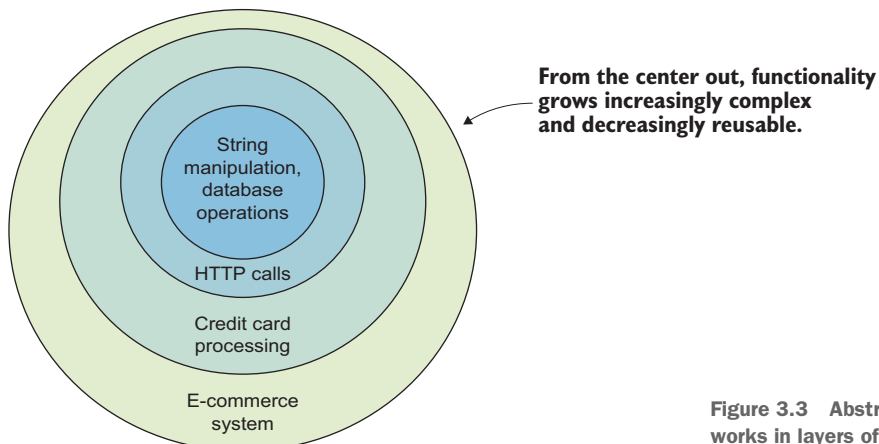 String
manipulation,
database
operations
HTTP calls
Credit card
processing
E-commerce
system
From the center out, functionality
grows increasingly complex
and decreasingly reusable.
Figure 3.3
works in layers of